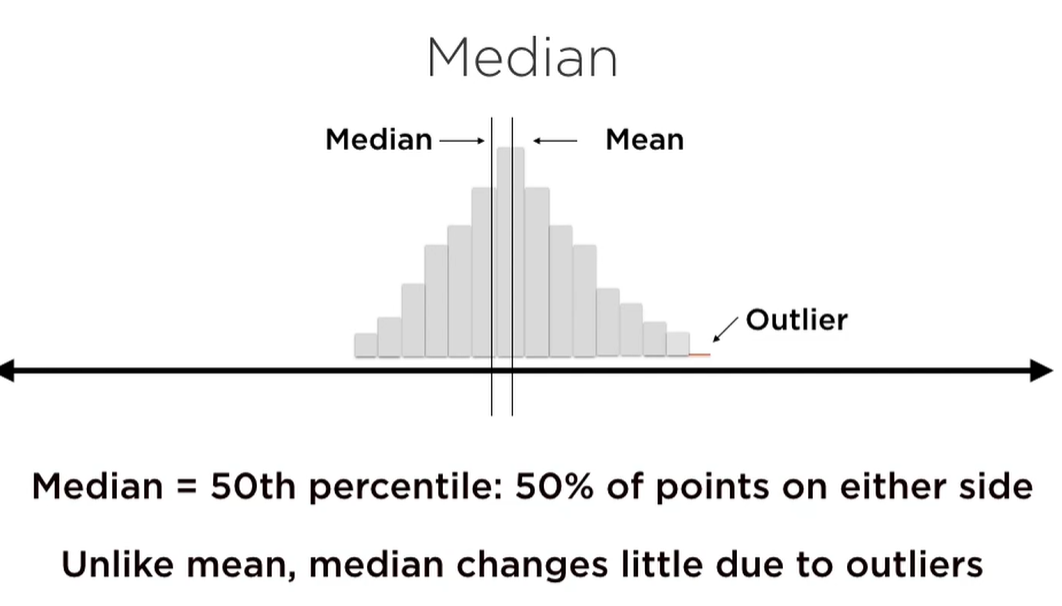 Median
Median
Mean
Outlier
Median = 50th percentile: 50% of points on either side
Unlike mean, median changes little due to outliers